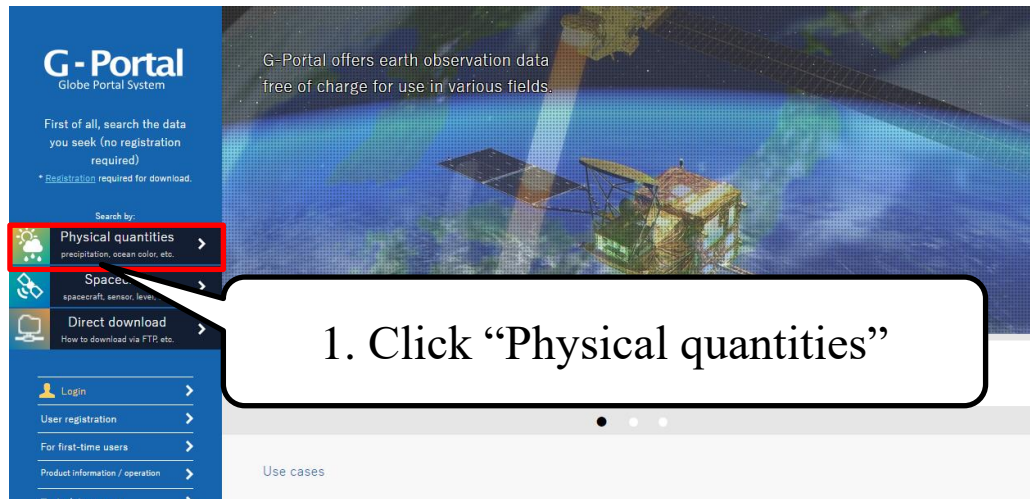 G-Portal
Globe Portal System
First of all, search the data
you seek (no registration
required)
* Registration required for download.
Search by:
Physical quantities
precipitation, ocean color, etc.
spacecraft, sensor, level,
Direct download
How to download via FTP, etc.
Login
User registration
For first-time users
Product information / operation
G-Portal offers earth observation data
free of charge for use in various fields.
1. Click “Physical quantities”
Use cases